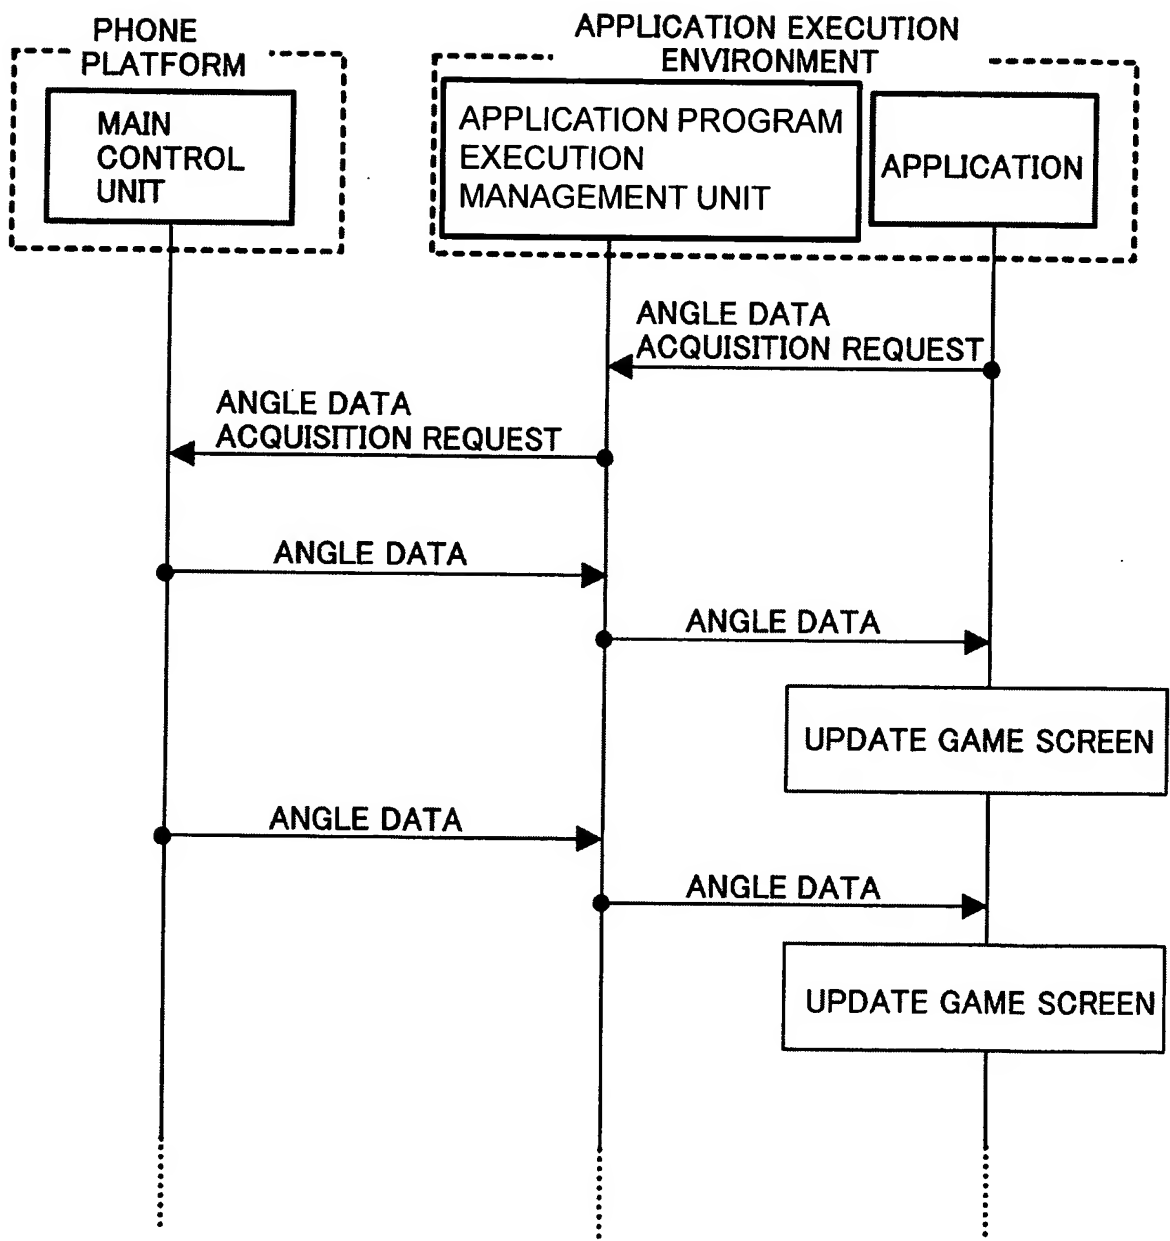 PHONE
PLATFORM
APPLICATION EXECUTION
ENVIRONMENT
MAIN
CONTROL
UNIT
APPLICATION PROGRAM
EXECUTION
MANAGEMENT UNIT
APPLICATION
ANGLE DATA
ACQUISITION REQUEST
ANGLE DATA
ACQUISITION REQUEST
ANGLE DATA
ANGLE DATA
UPDATE GAME SCREEN
ANGLE DATA
ANGLE DATA
UPDATE GAME SCREEN